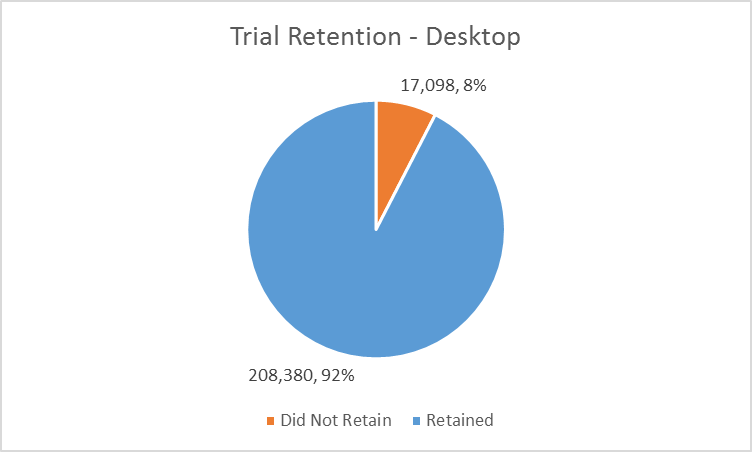 Trial Retention - Desktop
17,098, 8%
208,380, 92%
Did Not Retain
Retained